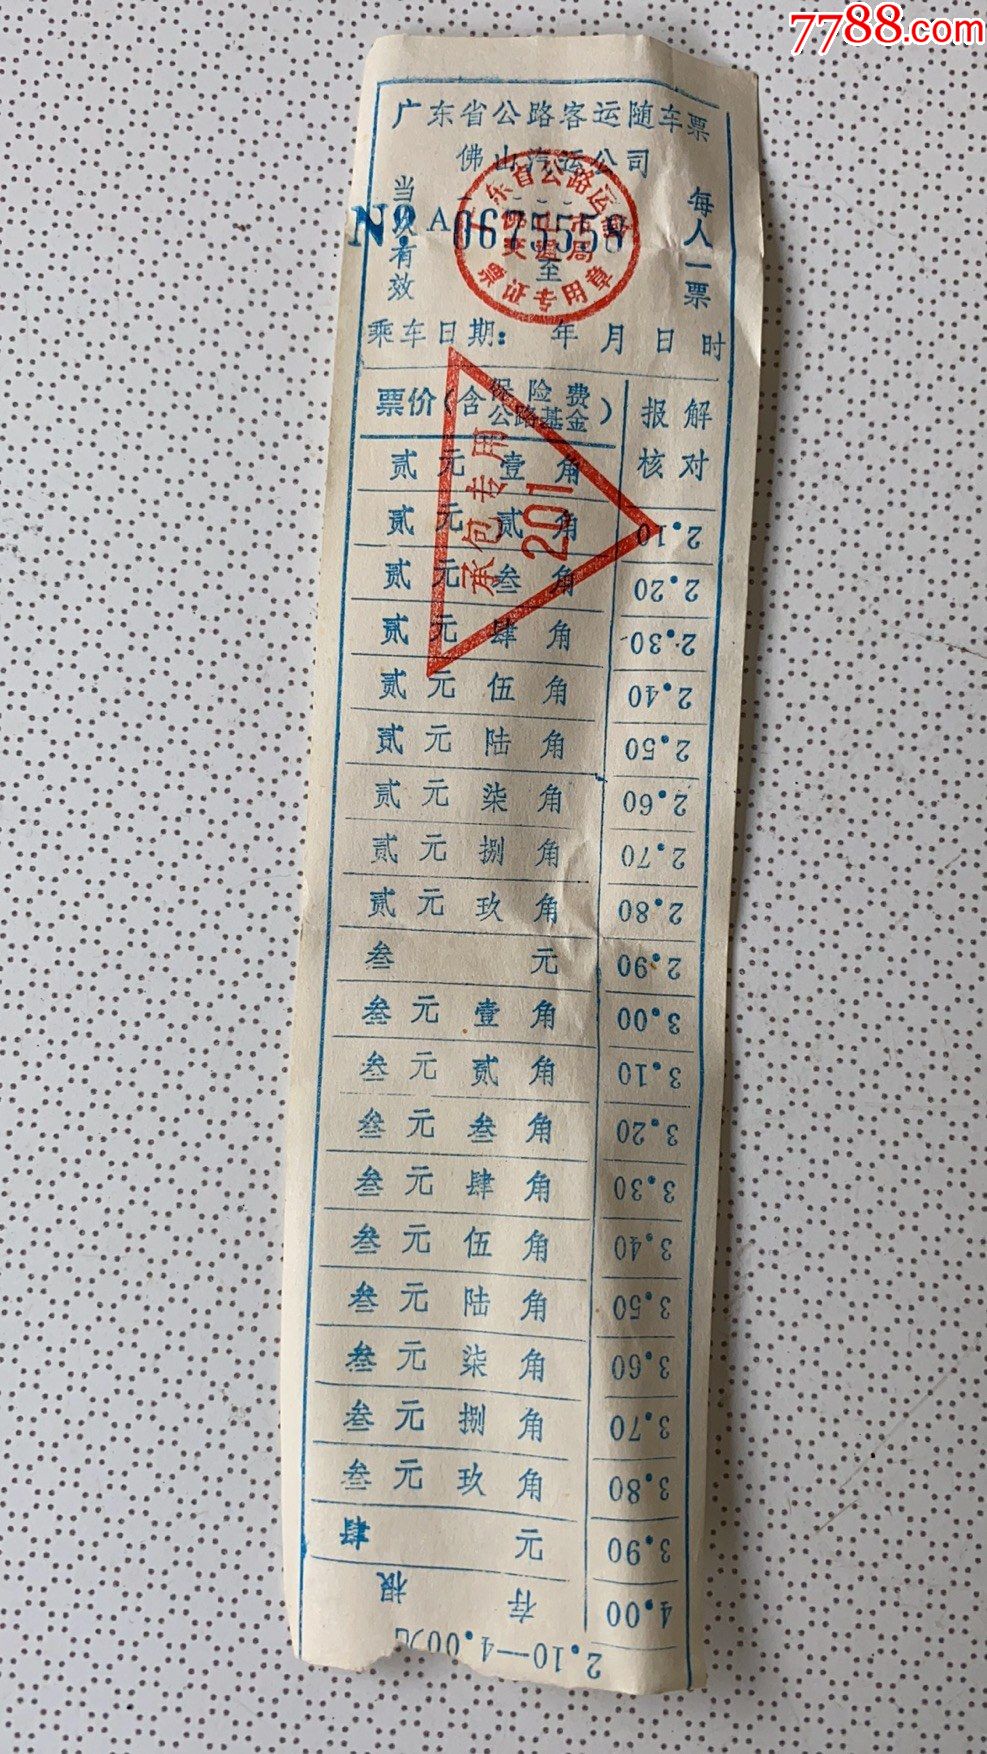 7788.com
广东省公路客运随车票
佛山汽运公司
当次有效
每人一票
№ A 0675558
至
广东省公路运输
佛山市
交通局
票证专用章
乘车日期： 年 月 日 时
票价（含保险费公路基金）
报解
核对
承包专用
201
贰元壹角
贰元贰角
贰元叁角
贰元肆角
贰元伍角
贰元陆角
贰元柒角
贰元捌角
贰元玖角
叁元
叁元壹角
叁元贰角
叁元叁角
叁元肆角
叁元伍角
叁元陆角
叁元柒角
叁元捌角
叁元玖角
肆元
2.10
2.20
2.30
2.40
2.50
2.60
2.70
2.80
2.90
3.00
3.10
3.20
3.30
3.40
3.50
3.60
3.70
3.80
3.90
4.00
存根
2.10—4.00元